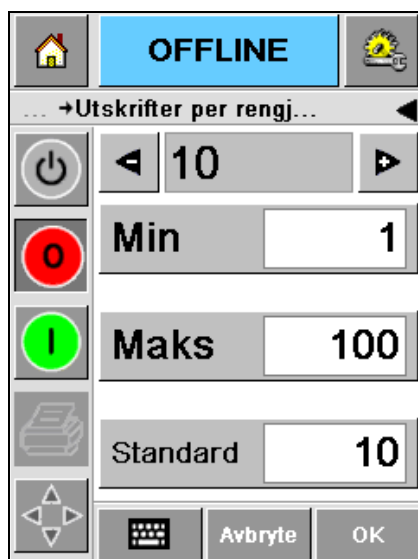 OFFLINE
... →Utskrifter per rengj...
10
Min 1
O
Maks 100
I
Standard 10
Avbryte OK